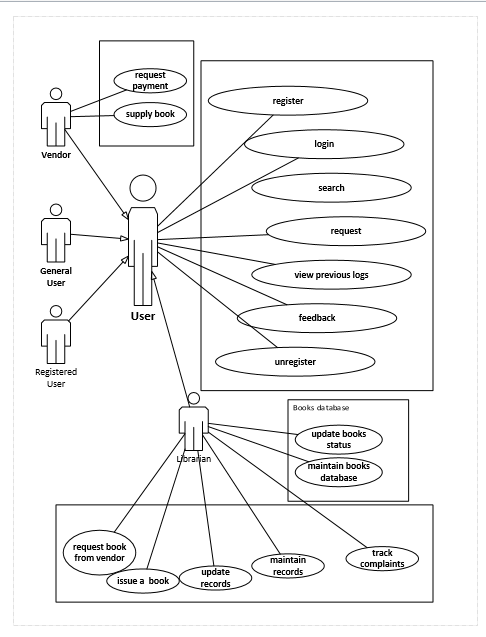 request
payment
supply book
Vendor
register
login
search
General
User
request
view previous logs
User
feedback
Registered
User
unregister
Books database
Librarian
update books
status
maintain books
database
request book
from vendor
issue a book
update
records
maintain
records
track
complaints